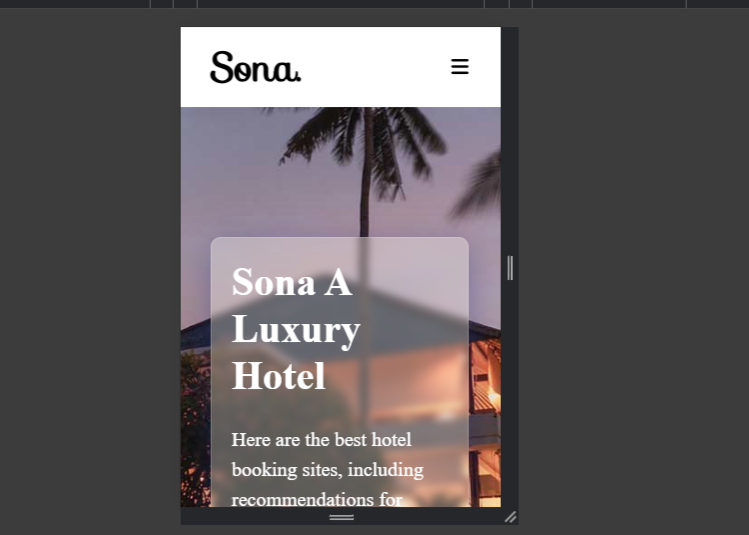 Sona.
Sona A
Luxury
Hotel
Here are the best hotel
booking sites, including
recommendations for